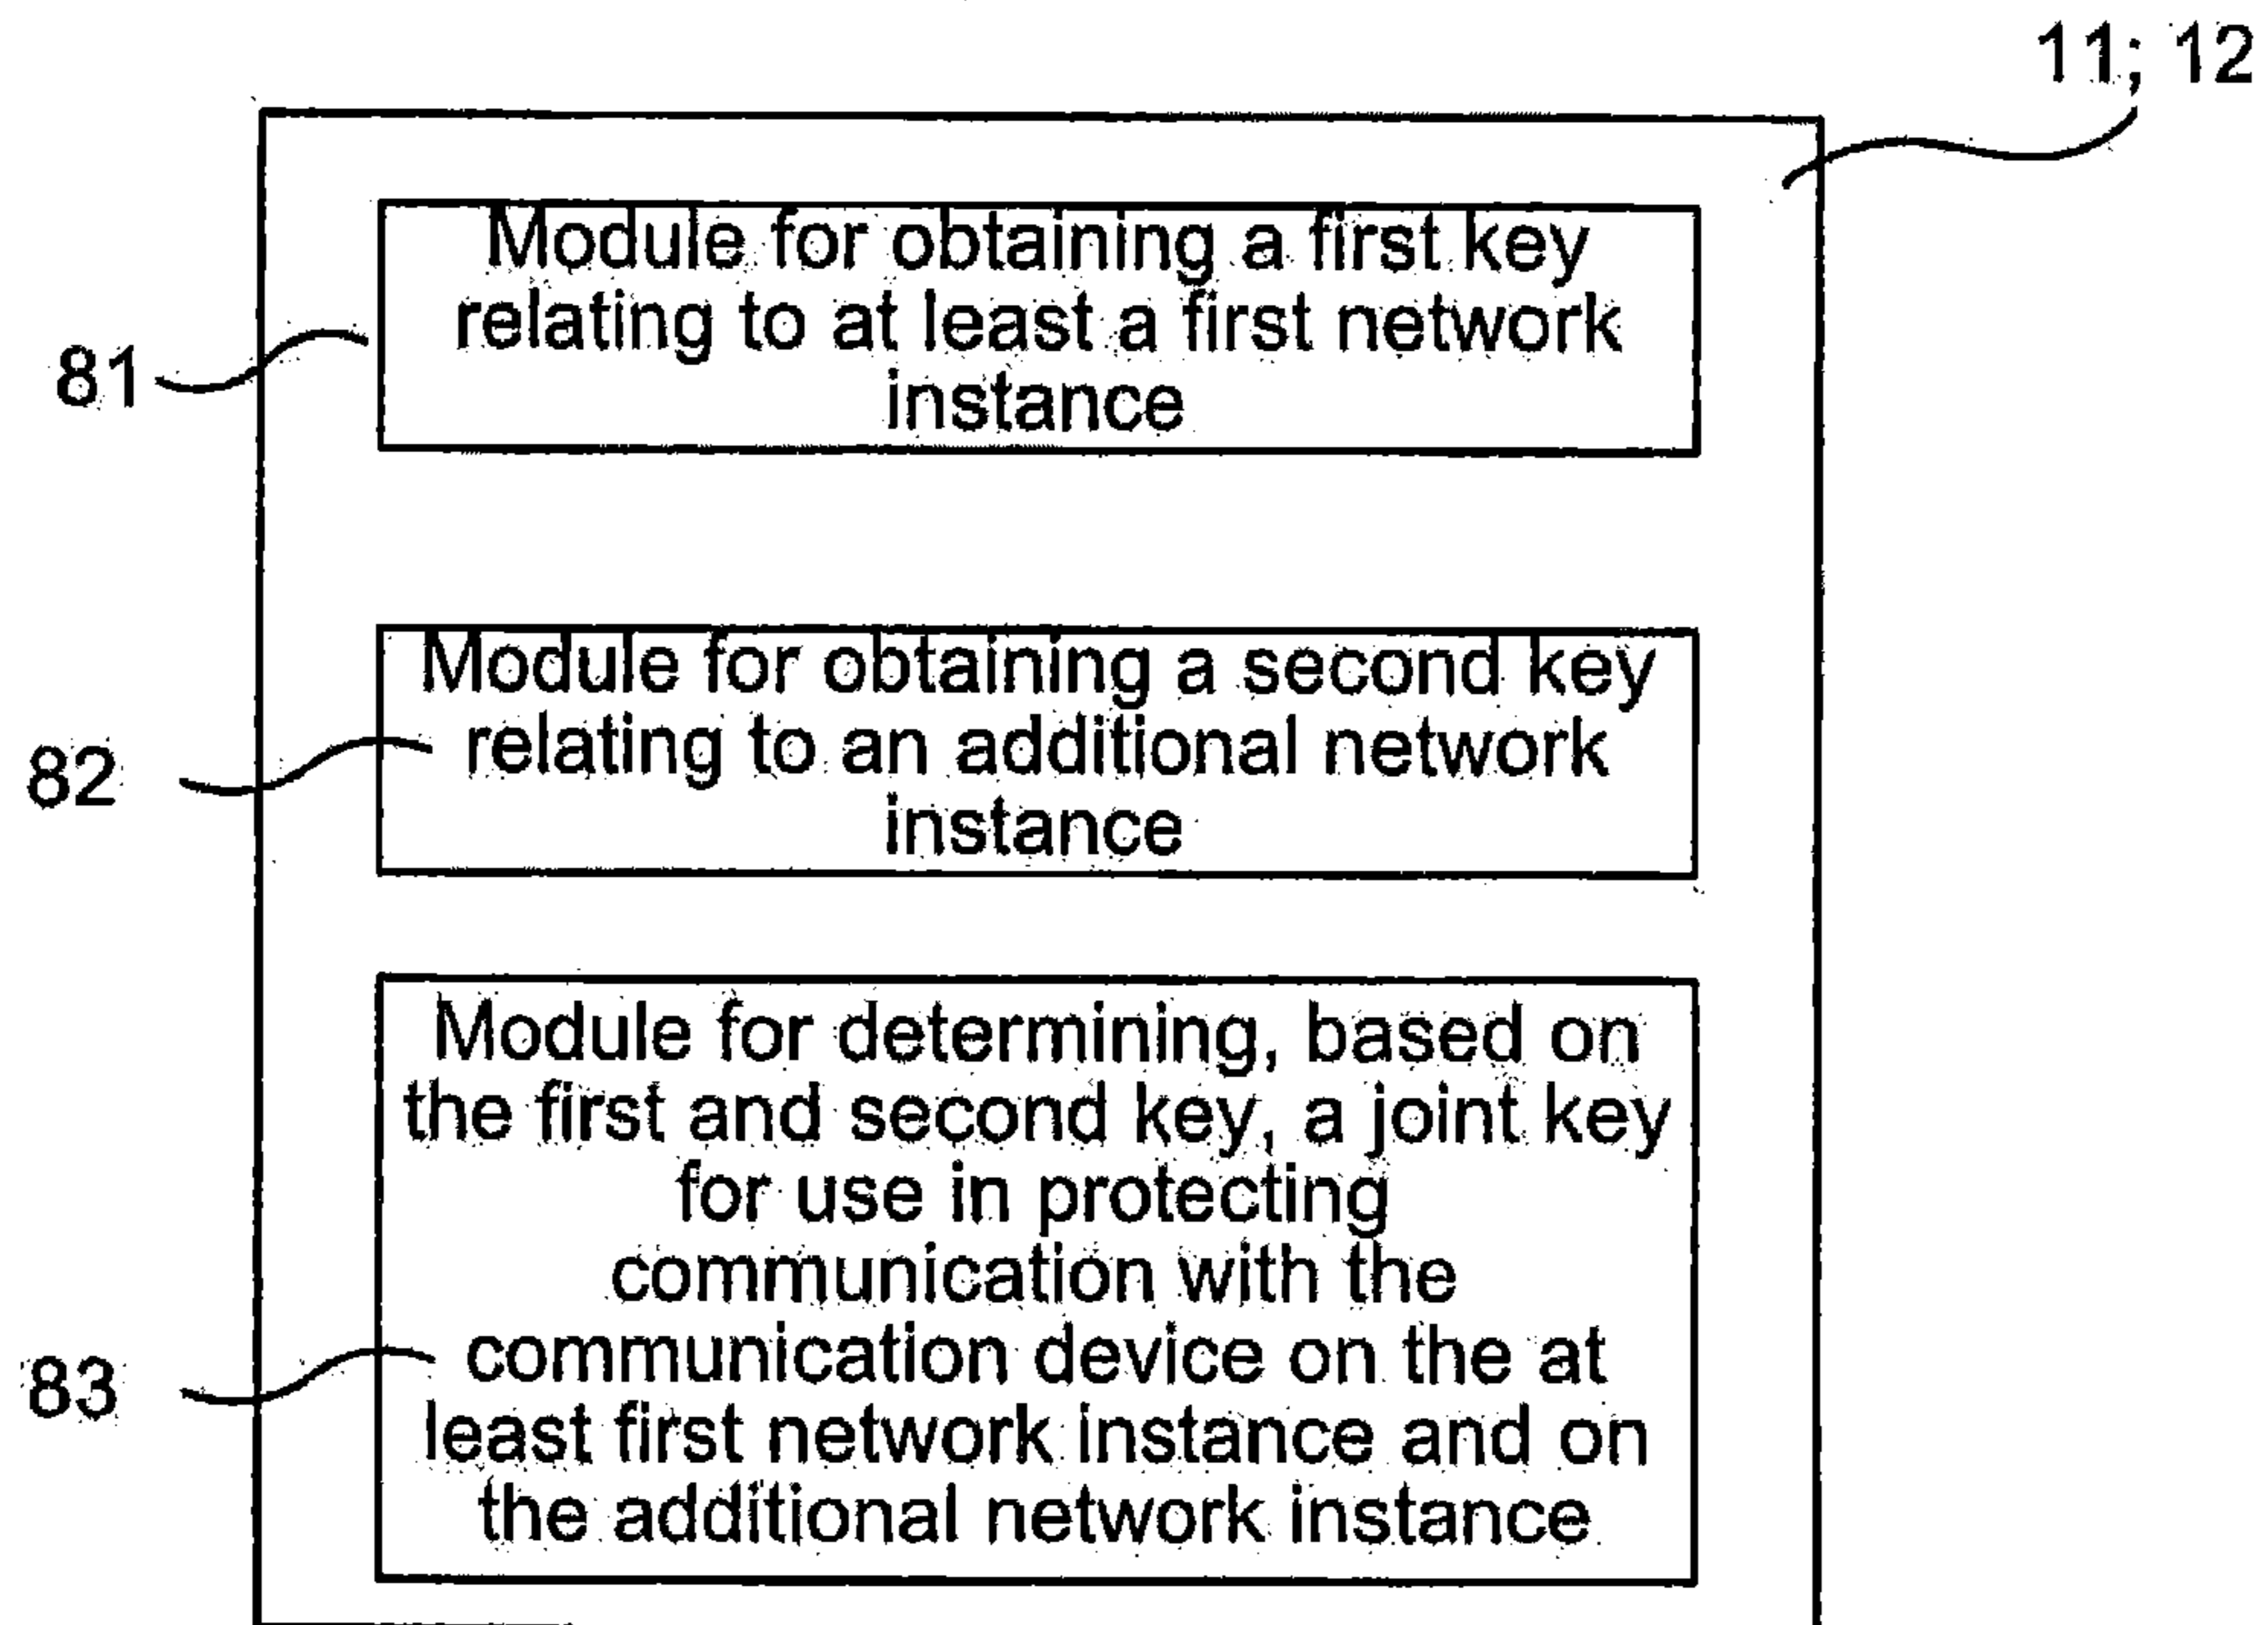 11; 12
Module for obtaining a first key
relating to at least a first network
instance
81
Module for obtaining a second key
relating to an additional network
instance
82
Module for determining, based on
the first and second key, a joint key
for use in protecting
communication with the
communication device on the at
least first network instance and on
the additional network instance
83